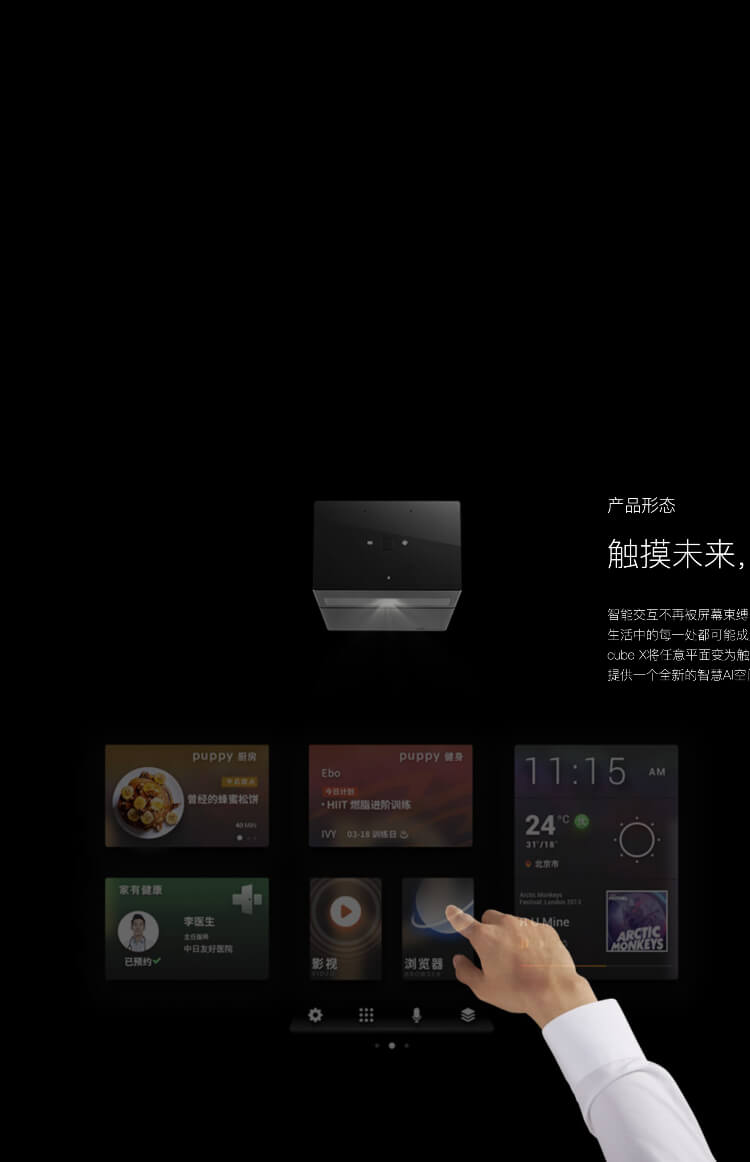 产品形态
触摸未来，
智能交互不再被屏幕束缚
生活中的每一处都可能成
cube X将任意平面变为触
提供一个全新的智慧AI空
puppy 厨房
曾经的蜂蜜松饼
40 MIN
puppy 健身
Ebo
今日计划
• HIIT 燃脂进阶训练
IVY 03-18 训练日
11:15 AM
24°C 优
31°/18°
北京市
Arctic Monkeys
Festival London 2013
R U Mine
ARCTIC
MONKEYS
家有健康
李医生
主任医师
中日友好医院
已预约
影视
VIDEO
浏览器
BROWSER